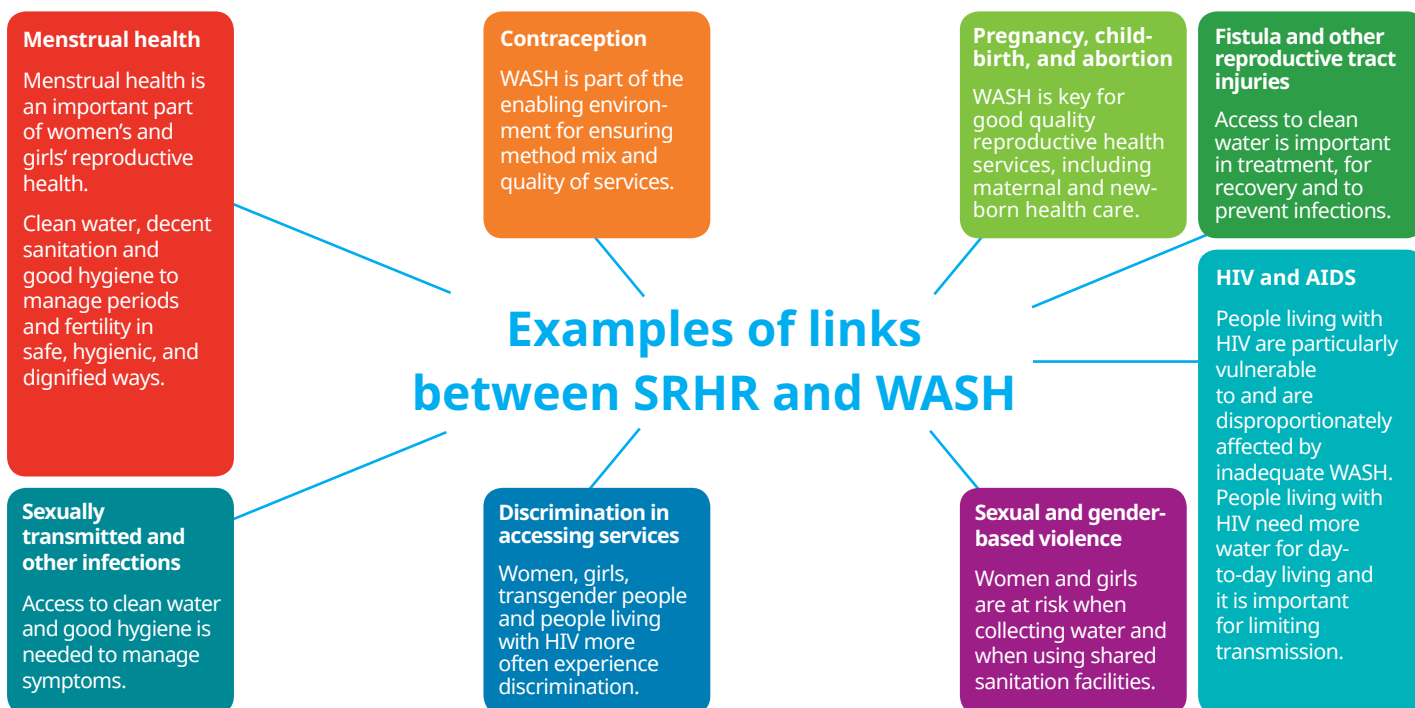 Menstrual health
Menstrual health is
an important part
of women’s and
girls‘ reproductive
health.
Clean water, decent
sanitation and
good hygiene to
manage periods
and fertility in
safe, hygienic, and
dignified ways.
Contraception
WASH is part of the
enabling environ-
ment for ensuring
method mix and
quality of services.
Pregnancy, child-
birth, and abortion
WASH is key for
good quality
reproductive health
services, including
maternal and new-
born health care.
Fistula and other
reproductive tract
injuries
Access to clean
water is important
in treatment, for
recovery and to
prevent infections.
Examples of links
between SRHR and WASH
HIV and AIDS
People living with
HIV are particularly
vulnerable
to and are
disproportionately
affected by
inadequate WASH.
People living with
HIV need more
water for day-
to-day living and
it is important
for limiting
transmission.
Sexually
transmitted and
other infections
Access to clean water
and good hygiene is
needed to manage
symptoms.
Discrimination in
accessing services
Women, girls,
transgender people
and people living
with HIV more
often experience
discrimination.
Sexual and gender-
based violence
Women and girls
are at risk when
collecting water and
when using shared
sanitation facilities.